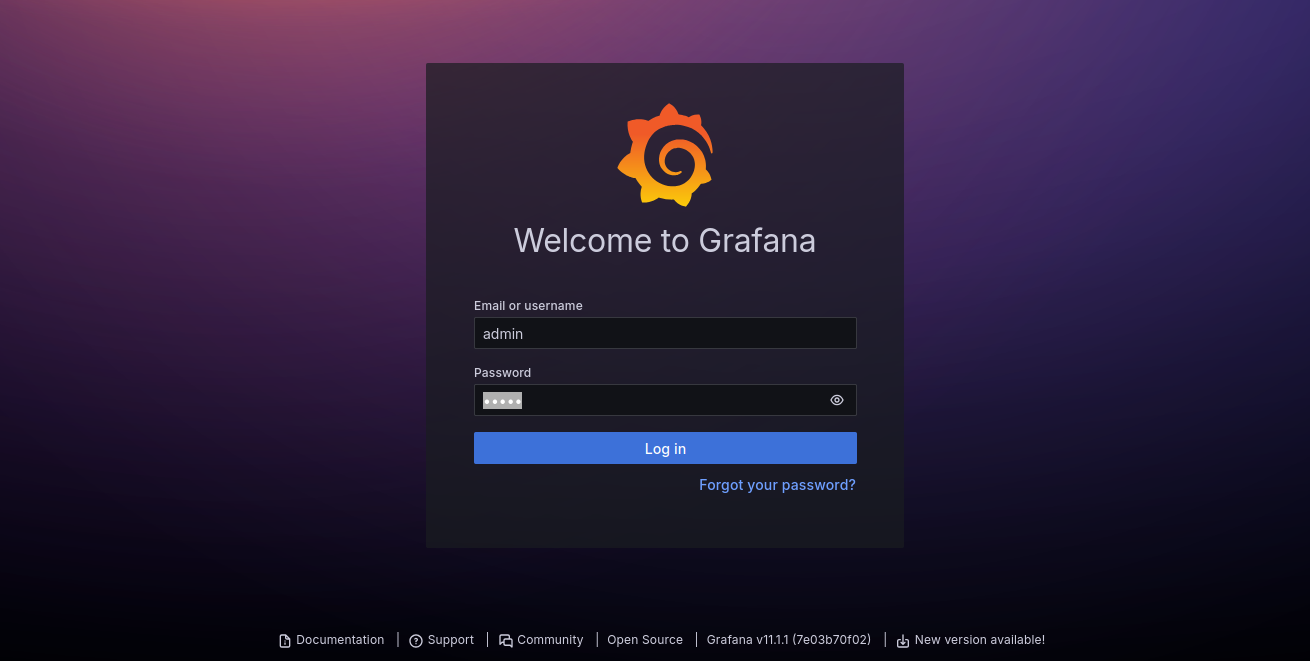 Welcome to Grafana
Email or username
admin
Password
•••••
Log in
Forgot your password?
Documentation | Support | Community | Open Source | Grafana v11.1.1 (7e03b70f02) | New version available!